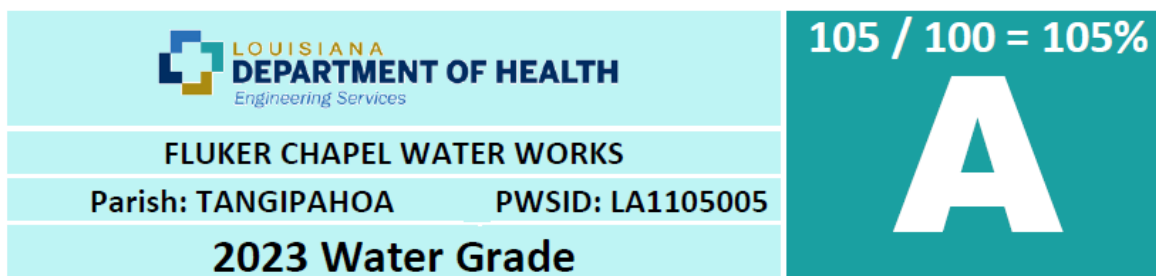 LOUISIANA
DEPARTMENT OF HEALTH
Engineering Services
FLUKER CHAPEL WATER WORKS
Parish: TANGIPAHOA PWSID: LA1105005
2023 Water Grade
105 / 100 = 105%
A